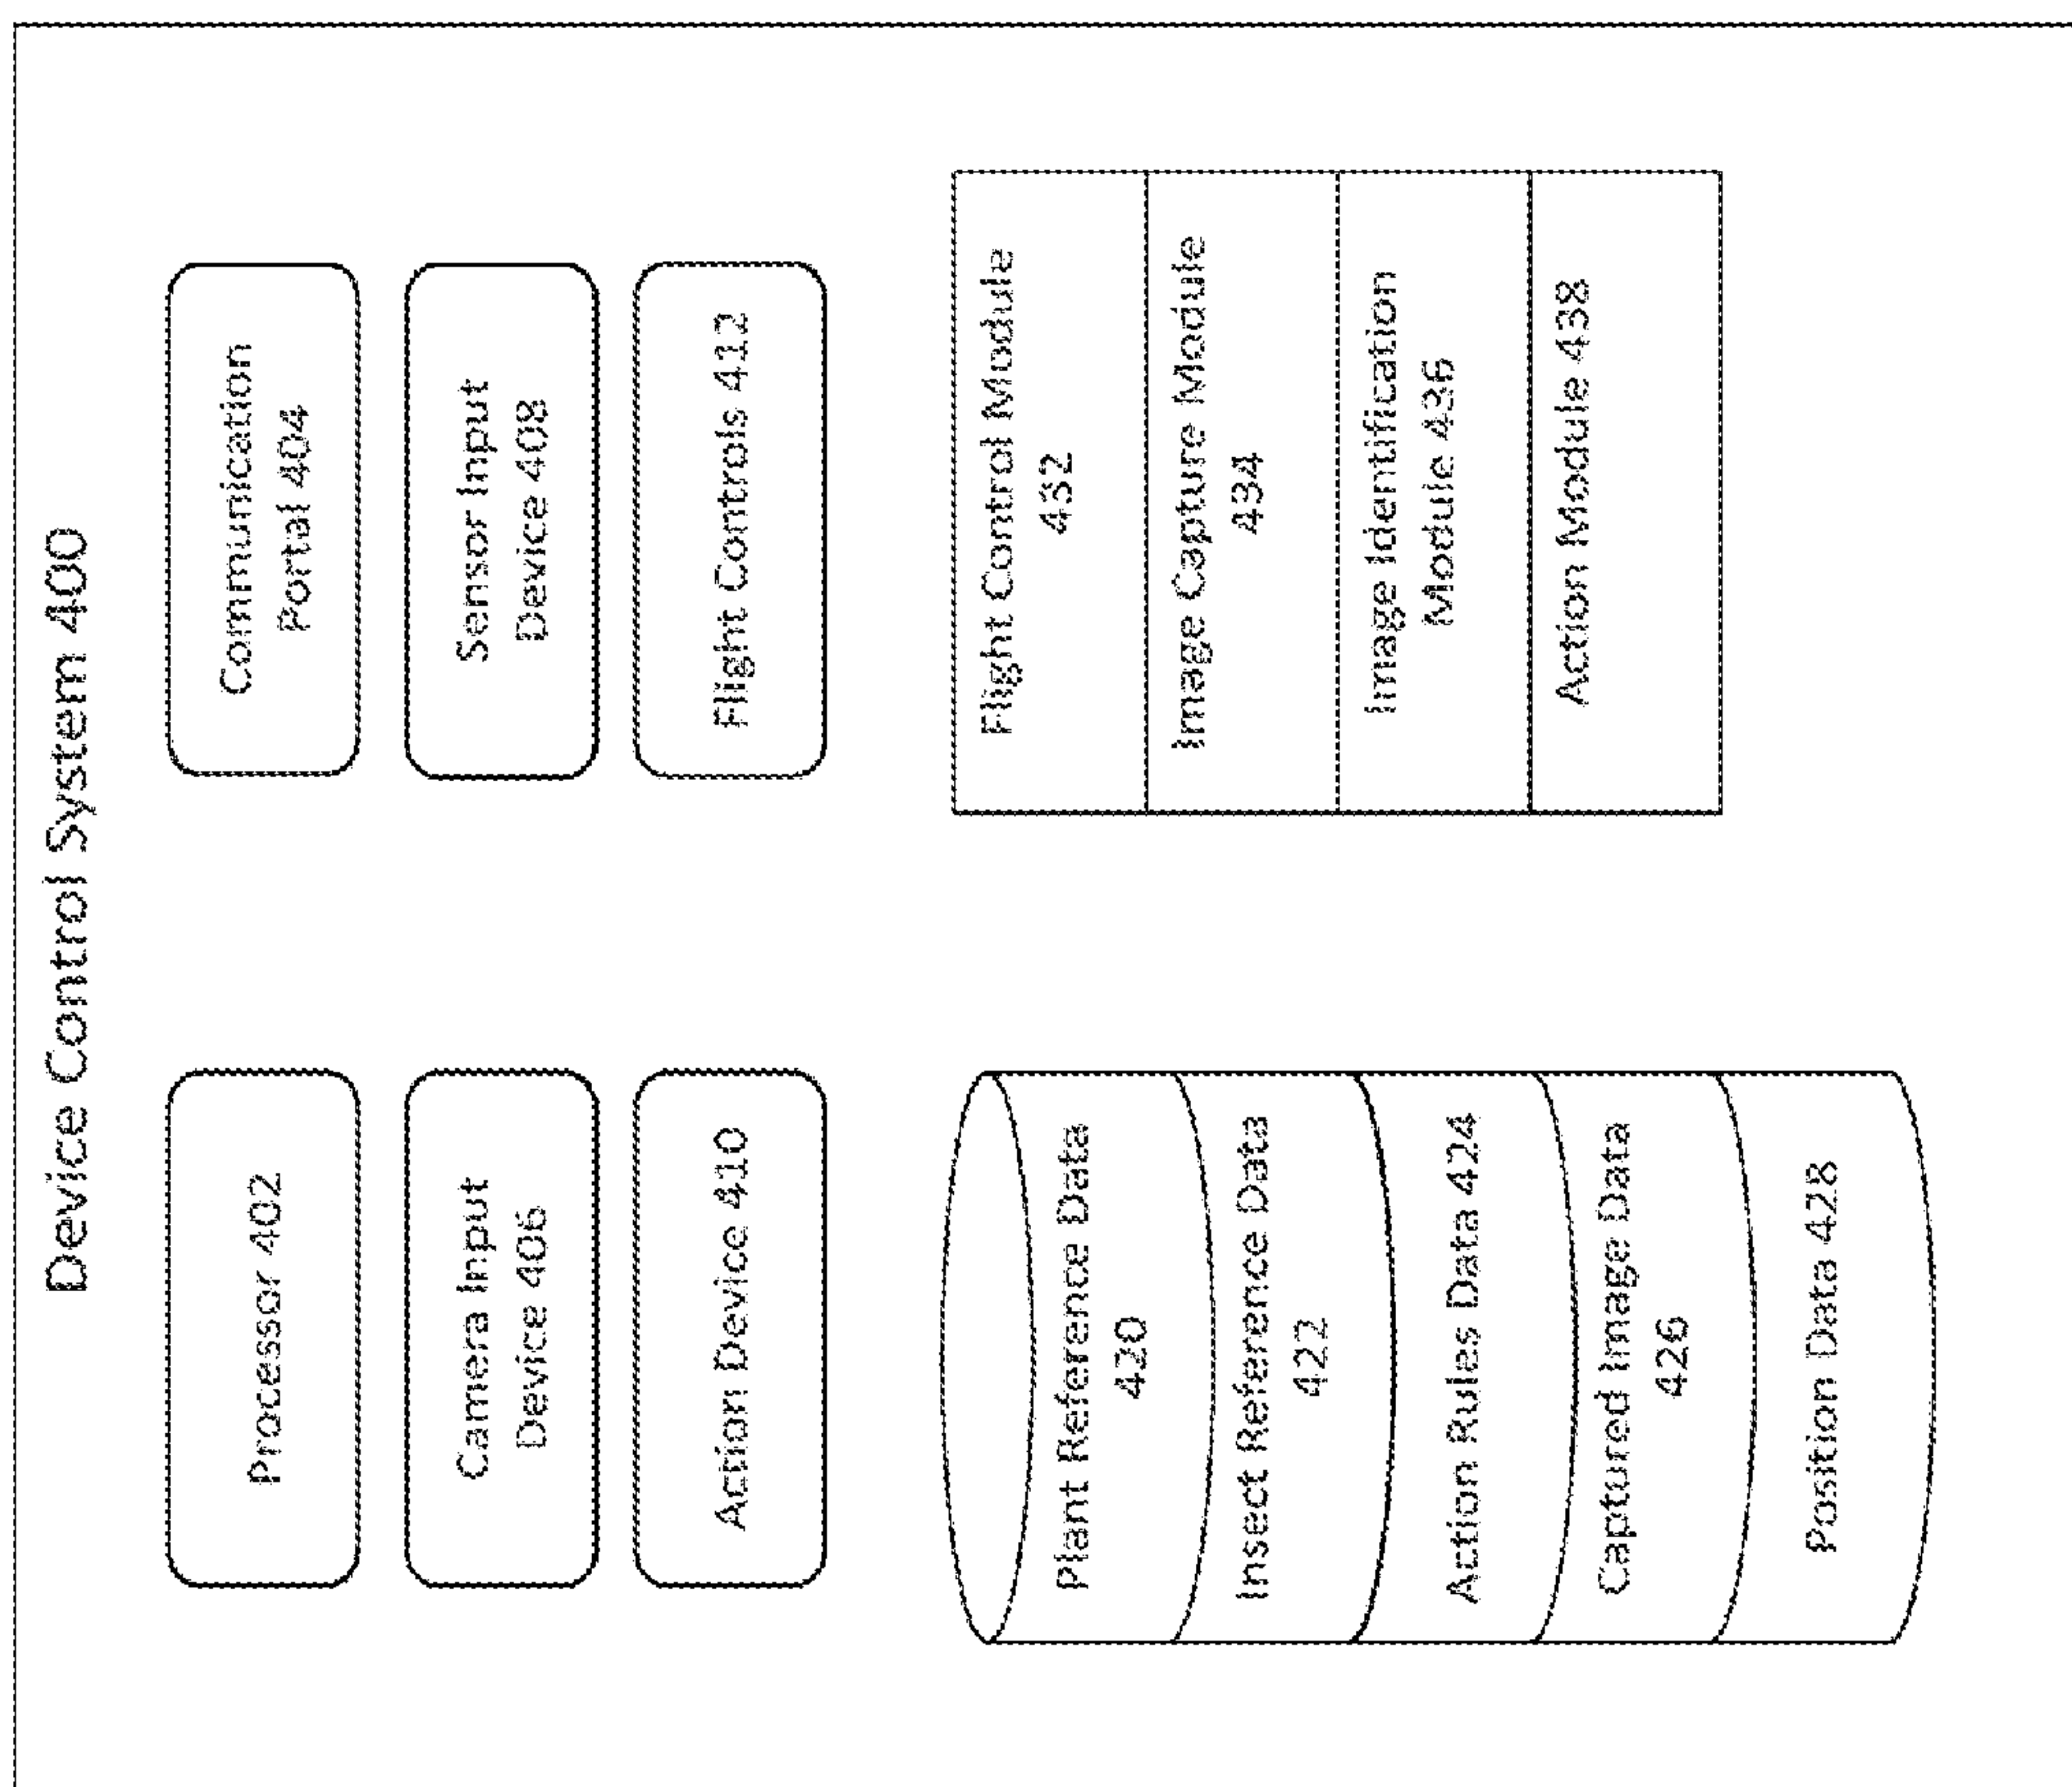 Device Control System 400
Processor 402
Communication
Portal 404
Camera Input
Device 406
Sensor Input
Device 408
Action Device 410
Flight Controls 412
Plant Reference Data
420
Insect Reference Data
422
Action Rules Data 424
Captured Image Data
426
Position Data 428
Flight Control Module
432
Image Capture Module
434
Image Identification
Module 436
Action Module 438